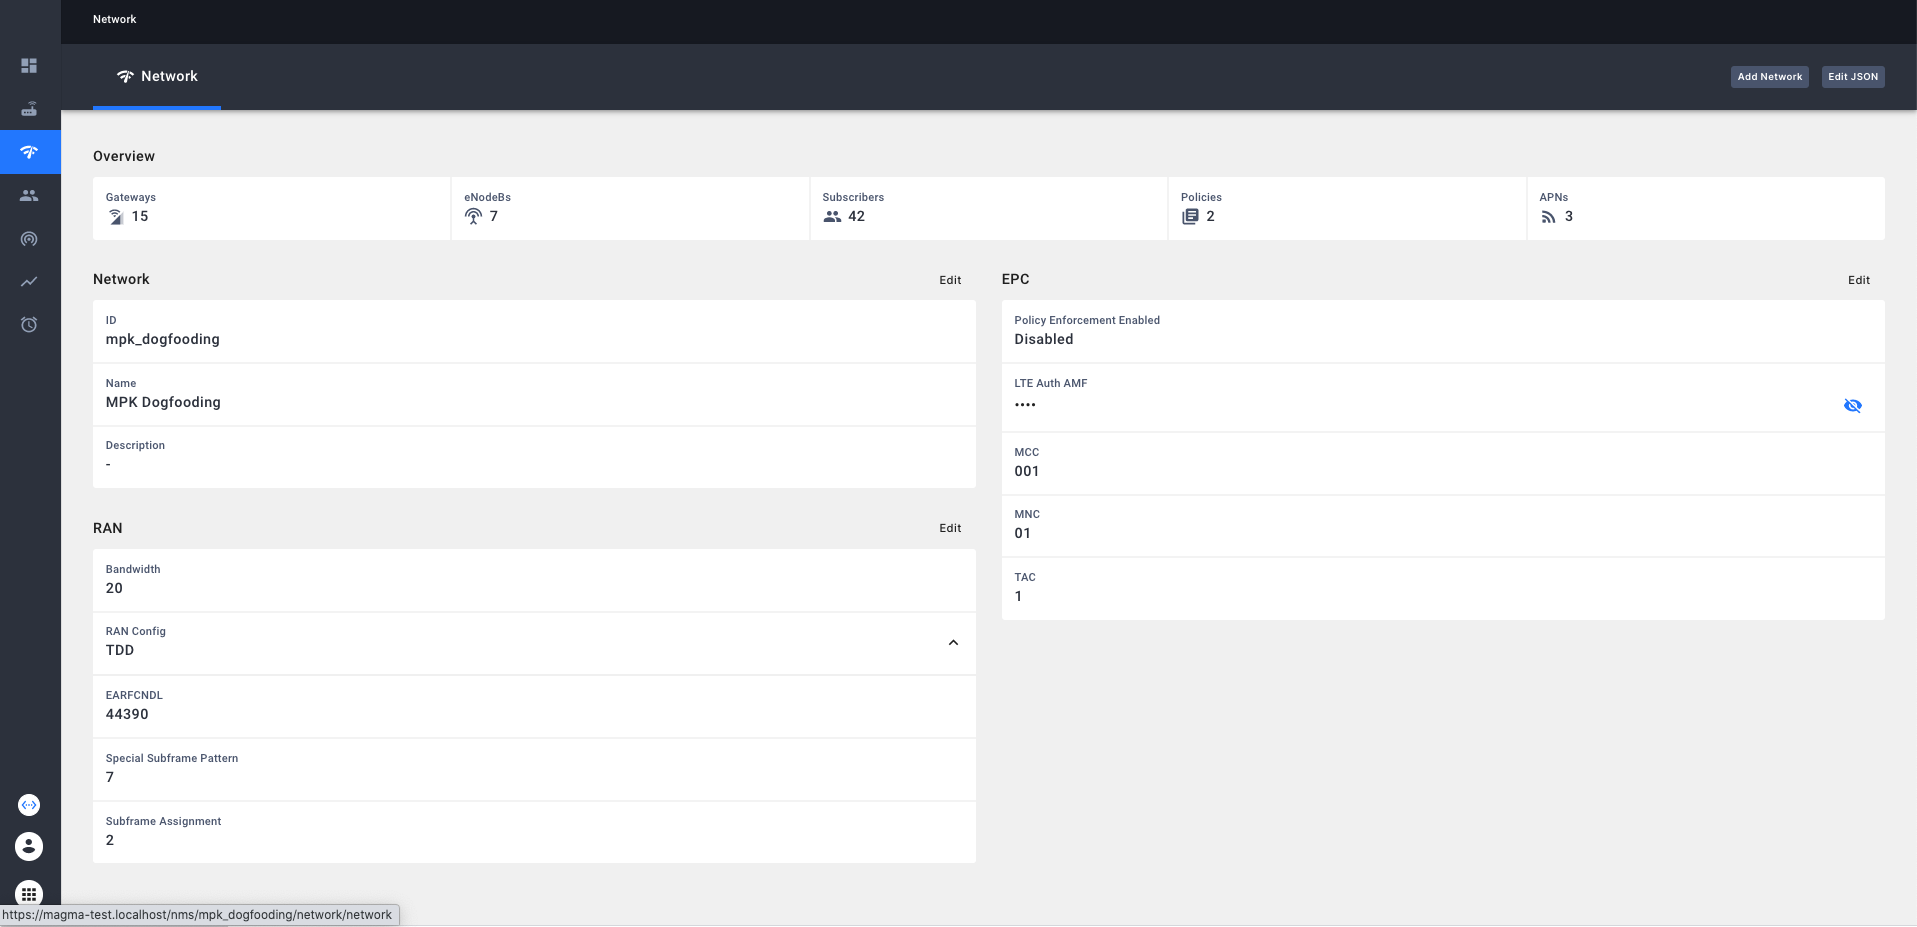 Network
Network
Add Network
Edit JSON
Overview
Gateways
15
eNodeBs
7
Subscribers
42
Policies
2
APNs
3
Network
Edit
ID
mpk_dogfooding
Name
MPK Dogfooding
Description
-
RAN
Edit
Bandwidth
20
RAN Config
TDD
EARFCNDL
44390
Special Subframe Pattern
7
Subframe Assignment
2
EPC
Edit
Policy Enforcement Enabled
Disabled
LTE Auth AMF
••••
MCC
001
MNC
01
TAC
1
https://magma-test.localhost/nms/mpk_dogfooding/network/network